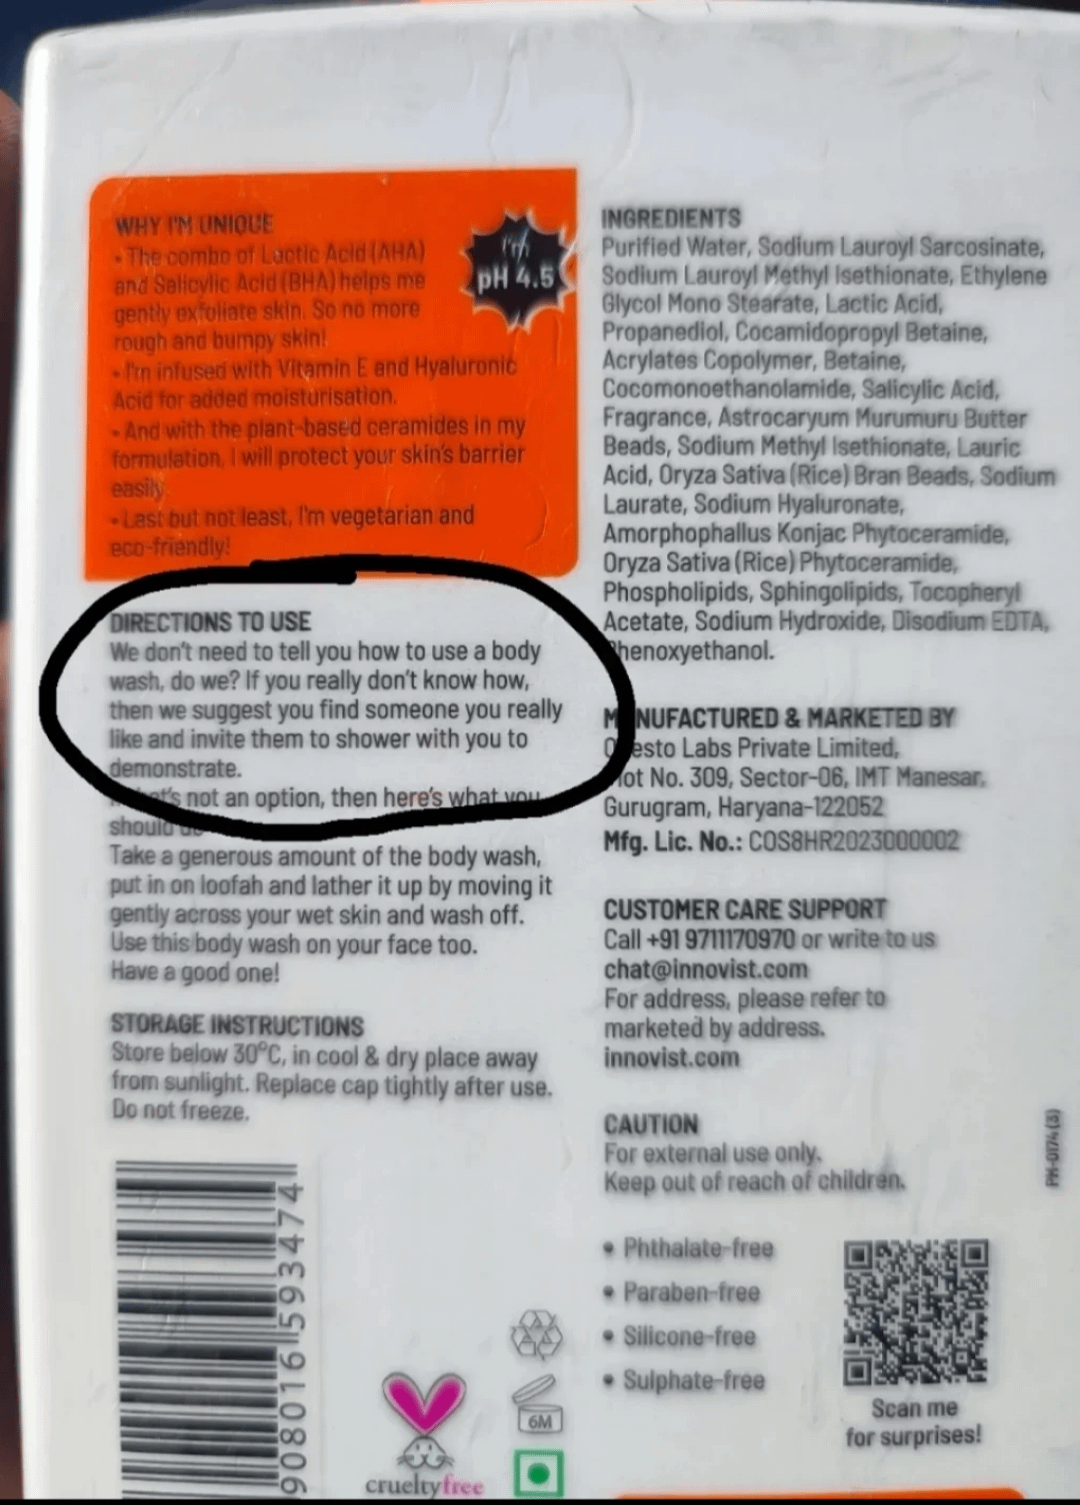 WHY I'M UNIQUE
• The combo of Lactic Acid (AHA)
and Salicylic Acid (BHA) helps me
gently exfoliate skin. So no more
rough and bumpy skin!
• I'm infused with Vitamin E and Hyaluronic
Acid for added moisturisation.
• And with the plant-based ceramides in my
formulation, I will protect your skin's barrier
easily.
• Last but not least, I'm vegetarian and
eco-friendly!
I'm
pH 4.5
DIRECTIONS TO USE
We don't need to tell you how to use a body
wash, do we? If you really don't know how,
then we suggest you find someone you really
like and invite them to shower with you to
demonstrate.
not an option, then here's what you
should
Take a generous amount of the body wash,
put in on loofah and lather it up by moving it
gently across your wet skin and wash off.
Use this body wash on your face too.
Have a good one!
STORAGE INSTRUCTIONS
Store below 30°C, in cool & dry place away
from sunlight. Replace cap tightly after use.
Do not freeze.
9080161593474
crueltyfree
6M
INGREDIENTS
Purified Water, Sodium Lauroyl Sarcosinate,
Sodium Lauroyl Methyl Isethionate, Ethylene
Glycol Mono Stearate, Lactic Acid,
Propanediol, Cocamidopropyl Betaine,
Acrylates Copolymer, Betaine,
Cocomonoethanolamide, Salicylic Acid,
Fragrance, Astrocaryum Murumuru Butter
Beads, Sodium Methyl Isethionate, Lauric
Acid, Oryza Sativa (Rice) Bran Beads, Sodium
Laurate, Sodium Hyaluronate,
Amorphophallus Konjac Phytoceramide,
Oryza Sativa (Rice) Phytoceramide,
Phospholipids, Sphingolipids, Tocopheryl
Acetate, Sodium Hydroxide, Disodium EDTA,
Phenoxyethanol.
MANUFACTURED & MARKETED BY
Labs Private Limited,
Plot No. 309, Sector-06, IMT Manesar,
Gurugram, Haryana-122052
Mfg. Lic. No.: COS8HR2023000002
CUSTOMER CARE SUPPORT
Call +91 9711170970 or write to us
chat@innovist.com
For address, please refer to
marketed by address.
innovist.com
CAUTION
For external use only.
Keep out of reach of children.
• Phthalate-free
• Paraben-free
• Silicone-free
• Sulphate-free
Scan me
for surprises!
PM-0174 (3)